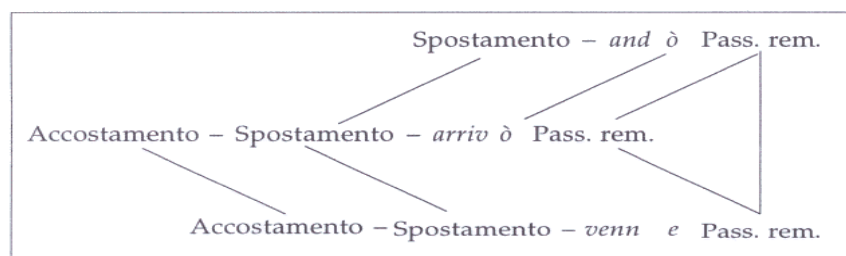 Spostamento – and ò Pass. rem.
Accostamento – Spostamento – arriv ò Pass. rem.
Accostamento – Spostamento – venn e Pass. rem.